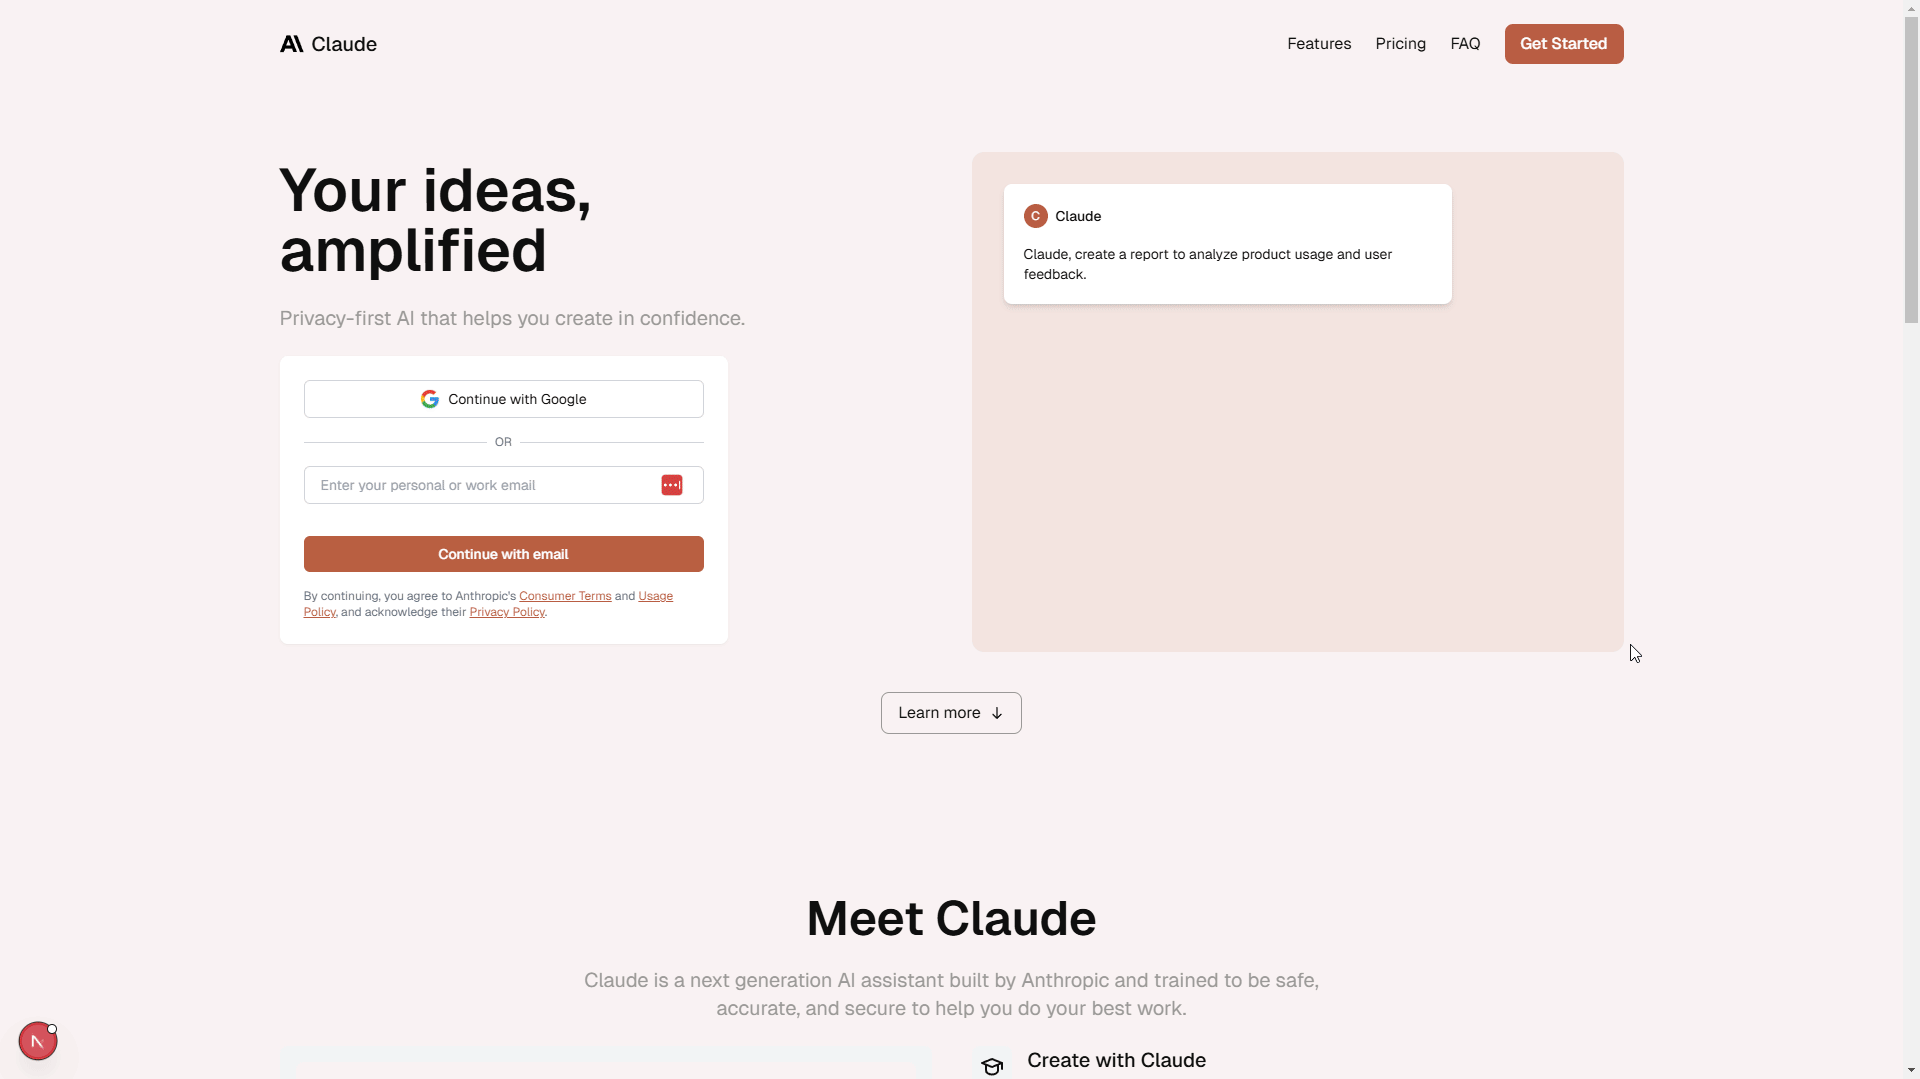 Claude
Features
Pricing
FAQ
Get Started
Your ideas,
amplified
Privacy-first AI that helps you create in confidence.
Continue with Google
OR
Enter your personal or work email
Continue with email
By continuing, you agree to Anthropic's Consumer Terms and Usage
Policy, and acknowledge their Privacy Policy.
C Claude
Claude, create a report to analyze product usage and user
feedback.
Learn more ↓
Meet Claude
Claude is a next generation AI assistant built by Anthropic and trained to be safe,
accurate, and secure to help you do your best work.
Create with Claude
N